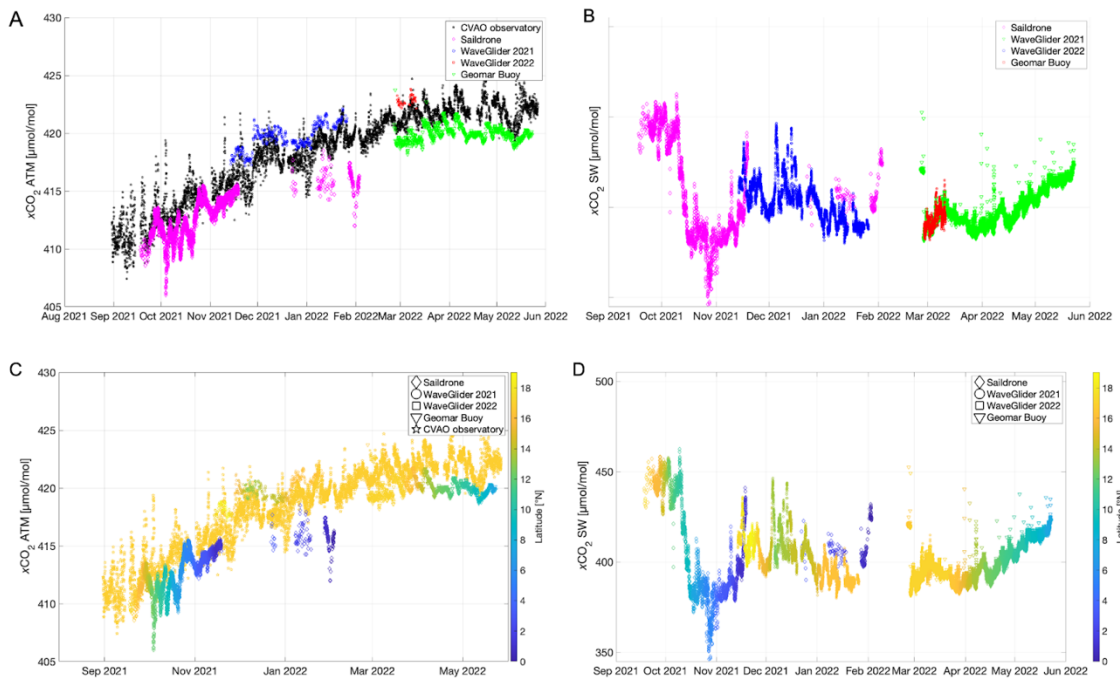 A
430
425
420
415
410
405
xCO2 ATM [μmol/mol]
CVAO observatory
Saildrone
WaveGlider 2021
WaveGlider 2022
Geomar Buoy
Aug 2021 Sep 2021 Oct 2021 Nov 2021 Dec 2021 Jan 2022 Feb 2022 Mar 2022 Apr 2022 May 2022 Jun 2022
B
xCO2 SW [μmol/mol]
Saildrone
WaveGlider 2021
WaveGlider 2022
Geomar Buoy
Sep 2021 Oct 2021 Nov 2021 Dec 2021 Jan 2022 Feb 2022 Mar 2022 Apr 2022 May 2022 Jun 2022
C
430
425
420
415
410
405
xCO2 ATM [μmol/mol]
Saildrone
WaveGlider 2021
WaveGlider 2022
Geomar Buoy
CVAO observatory
Sep 2021 Nov 2021 Jan 2022 Mar 2022 May 2022
18
16
14
12
10
8
6
4
2
0
Latitude [°N]
D
500
450
400
350
xCO2 SW [μmol/mol]
Saildrone
WaveGlider 2021
WaveGlider 2022
Geomar Buoy
Sep 2021 Oct 2021 Nov 2021 Dec 2021 Jan 2022 Feb 2022 Mar 2022 Apr 2022 May 2022 Jun 2022
18
16
14
12
10
8
6
4
2
0
Latitude [°N]